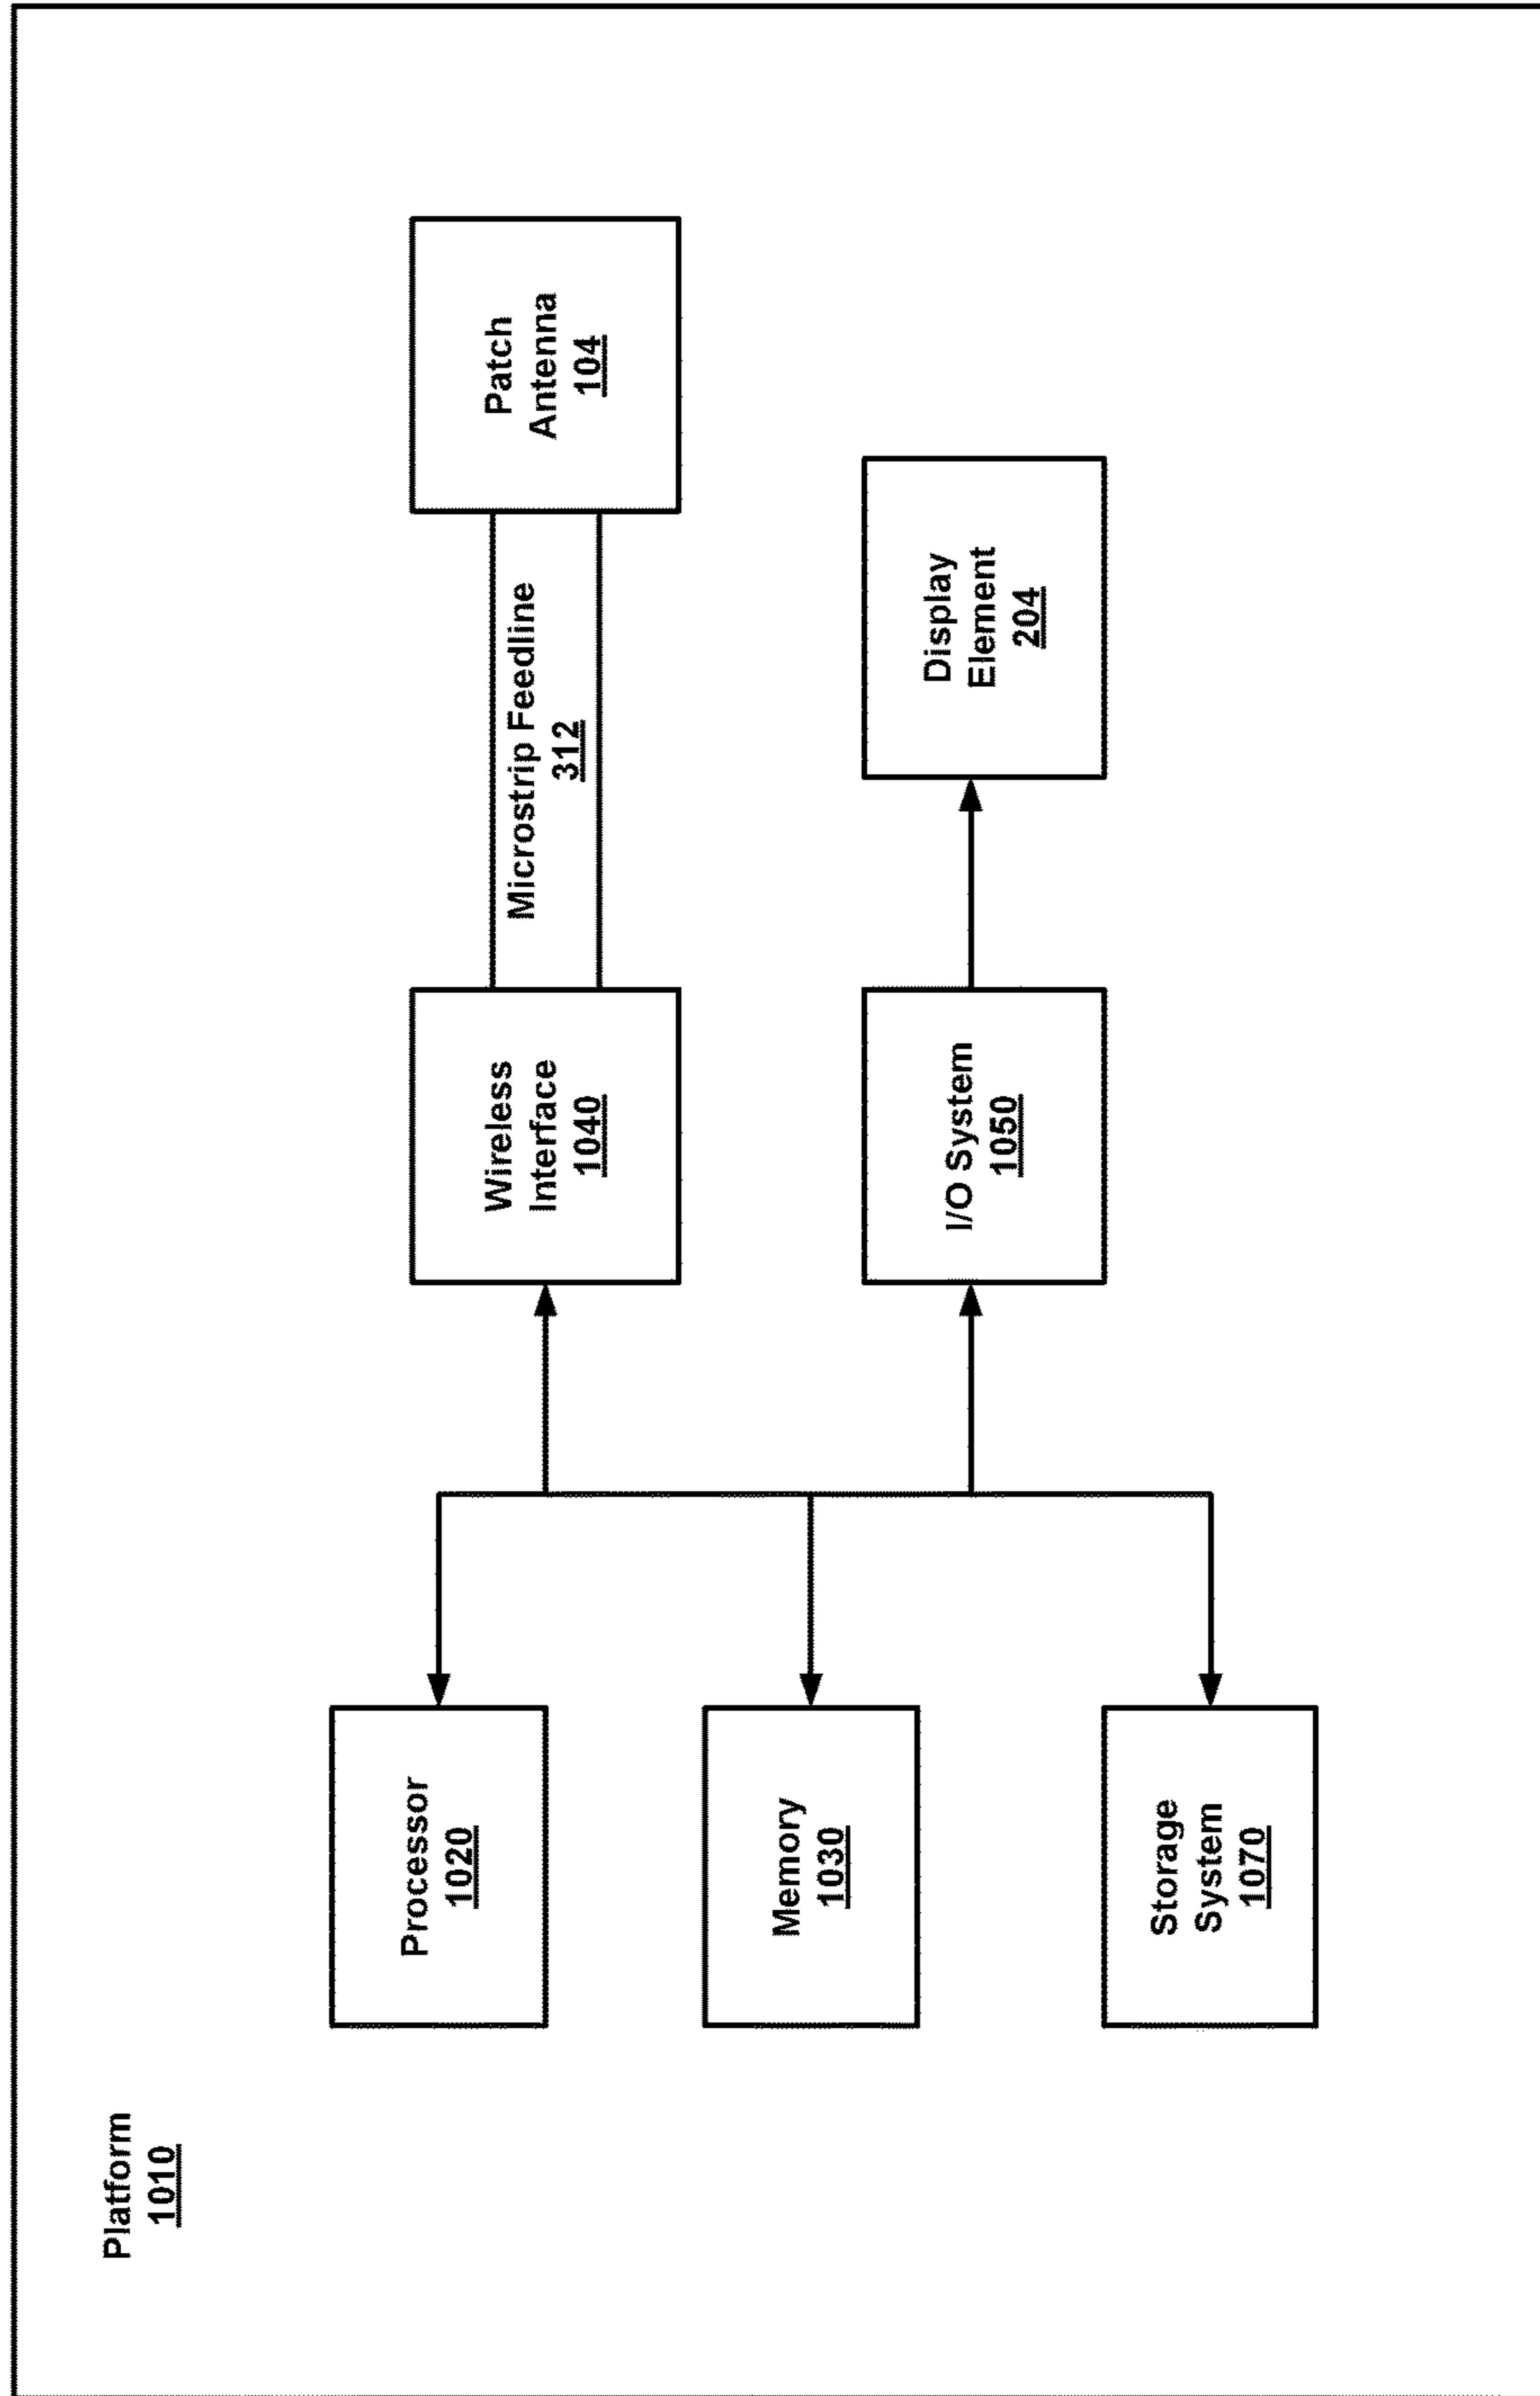 Platform
1010
Processor
1020
Memory
1030
Storage
System
1070
Wireless
Interface
1040
I/O System
1050
Microstrip Feedline
312
Patch
Antenna
104
Display
Element
204